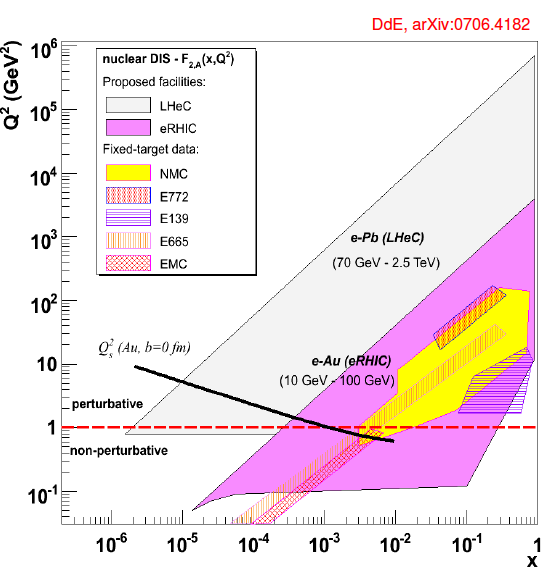 DdE, arXiv:0706.4182
Q² (GeV²)
10⁶
10⁵
10⁴
10³
10²
10
1
10⁻¹
nuclear DIS - F₂,A(x,Q²)
Proposed facilities:
LHeC
eRHIC
Fixed-target data:
NMC
E772
E139
E665
EMC
e-Pb (LHeC)
(70 GeV - 2.5 TeV)
Qₛ² (Au, b=0 fm)
e-Au (eRHIC)
(10 GeV - 100 GeV)
perturbative
non-perturbative
10⁻⁶ 10⁻⁵ 10⁻⁴ 10⁻³ 10⁻² 10⁻¹ 1
x